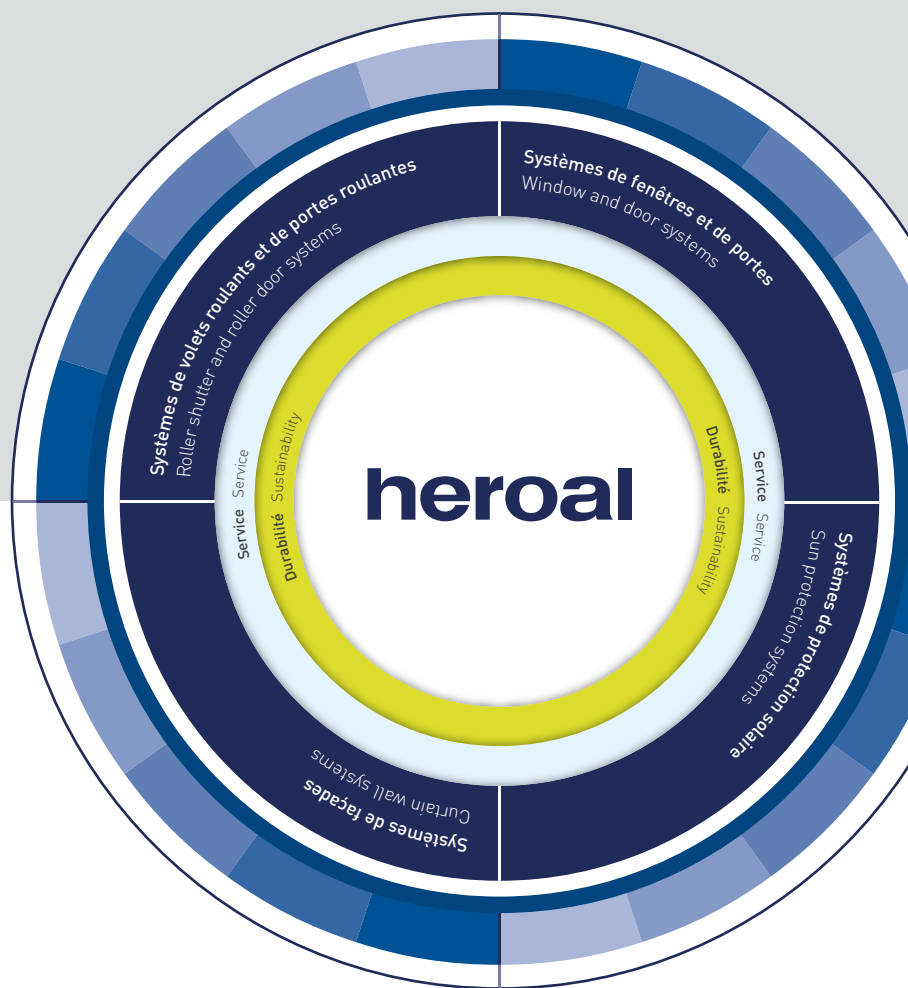 Systèmes de volets roulants et de portes roulantes
Roller shutter and roller door systems
Systèmes de fenêtres et de portes
Window and door systems
Service Service
Durabilité Sustainability
heroal
Durabilité Sustainability
Service Service
Systèmes de protection solaire
Sun protection systems
Curtain wall systems
Systèmes de façades